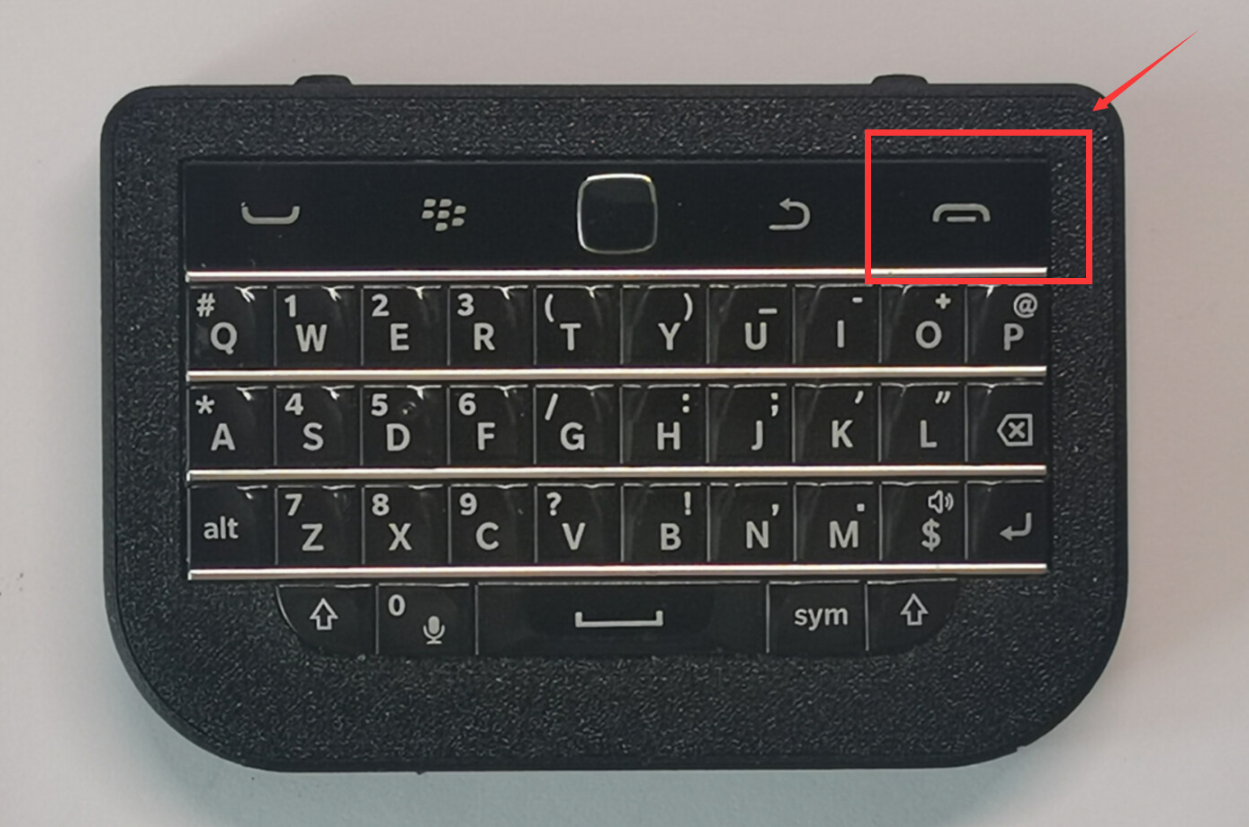 # 1 2 3 ( ) _ - + @
Q W E R T Y U I O P
* 4 5 6 / : ; ' "
A S D F G H J K L
7 8 9 ? ! , .
alt Z X C V B N M $
0 sym